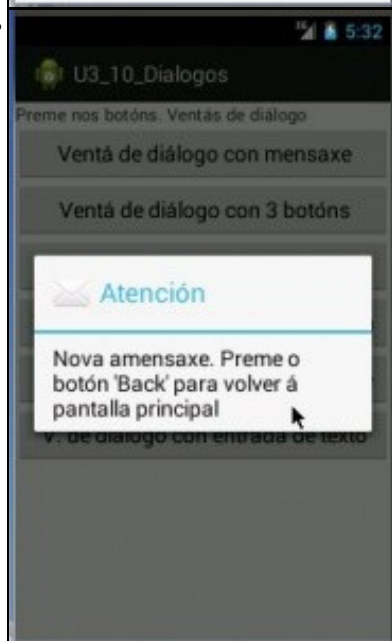 5:32
U3_10_Dialogos
Preme nos botóns. Ventás de diálogo
Ventá de diálogo con mensaxe
Ventá de diálogo con 3 botóns
Atención
Nova amensaxe. Preme o
botón 'Back' para volver á
pantalla principal
V. de diálogo con entrada de texto